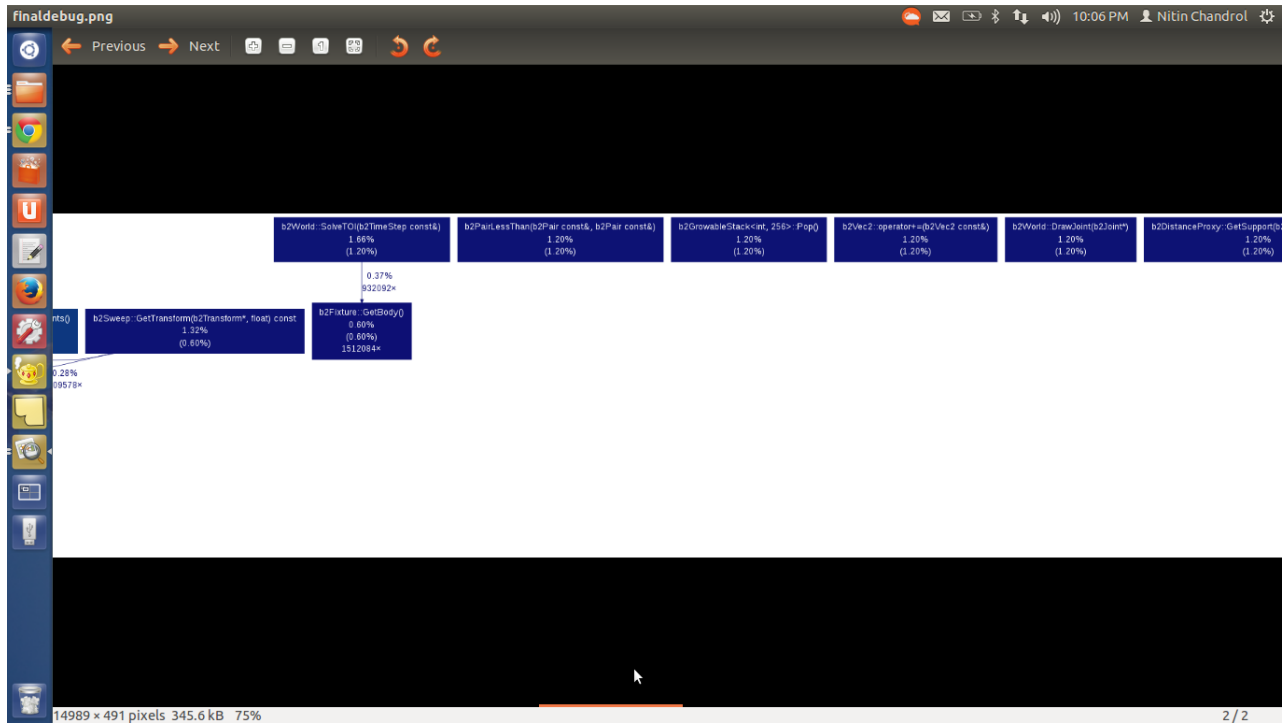 finaldebug.png
10:06 PM
Nitin Chandrol
Previous
Next
b2World::SolveTOI(b2TimeStep const&)
1.66%
(1.20%)
b2PairLessThan(b2Pair const&, b2Pair const&)
1.20%
(1.20%)
b2GrowableStack<int, 256>::Pop()
1.20%
(1.20%)
b2Vec2::operator+=(b2Vec2 const&)
1.20%
(1.20%)
b2World::DrawJoint(b2Joint*)
1.20%
(1.20%)
b2DistanceProxy::GetSupport(b2
1.20%
(1.20%)
0.37%
932092×
nts()
b2Sweep::GetTransform(b2Transform*, float) const
1.32%
(0.60%)
b2Fixture::GetBody()
0.60%
(0.60%)
1512084×
0.28%
09578×
14989 × 491 pixels 345.6 kB 75%
2 / 2